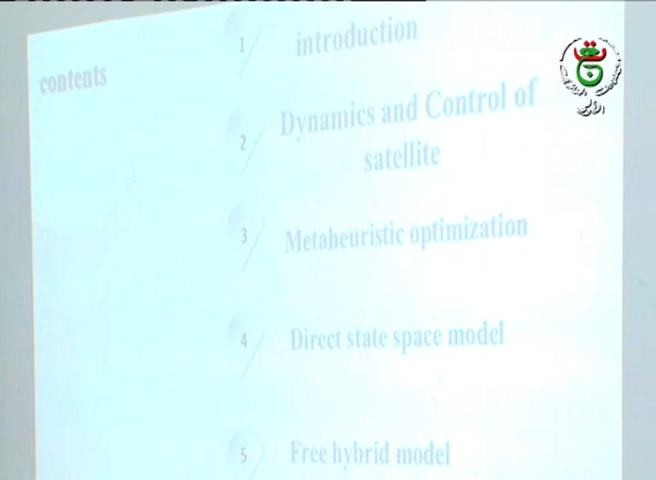 contents
1
introduction
2
Dynamics and Control of
satellite
3
Metaheuristic optimization
4
Direct state space model
5
Free hybrid model
الأولى